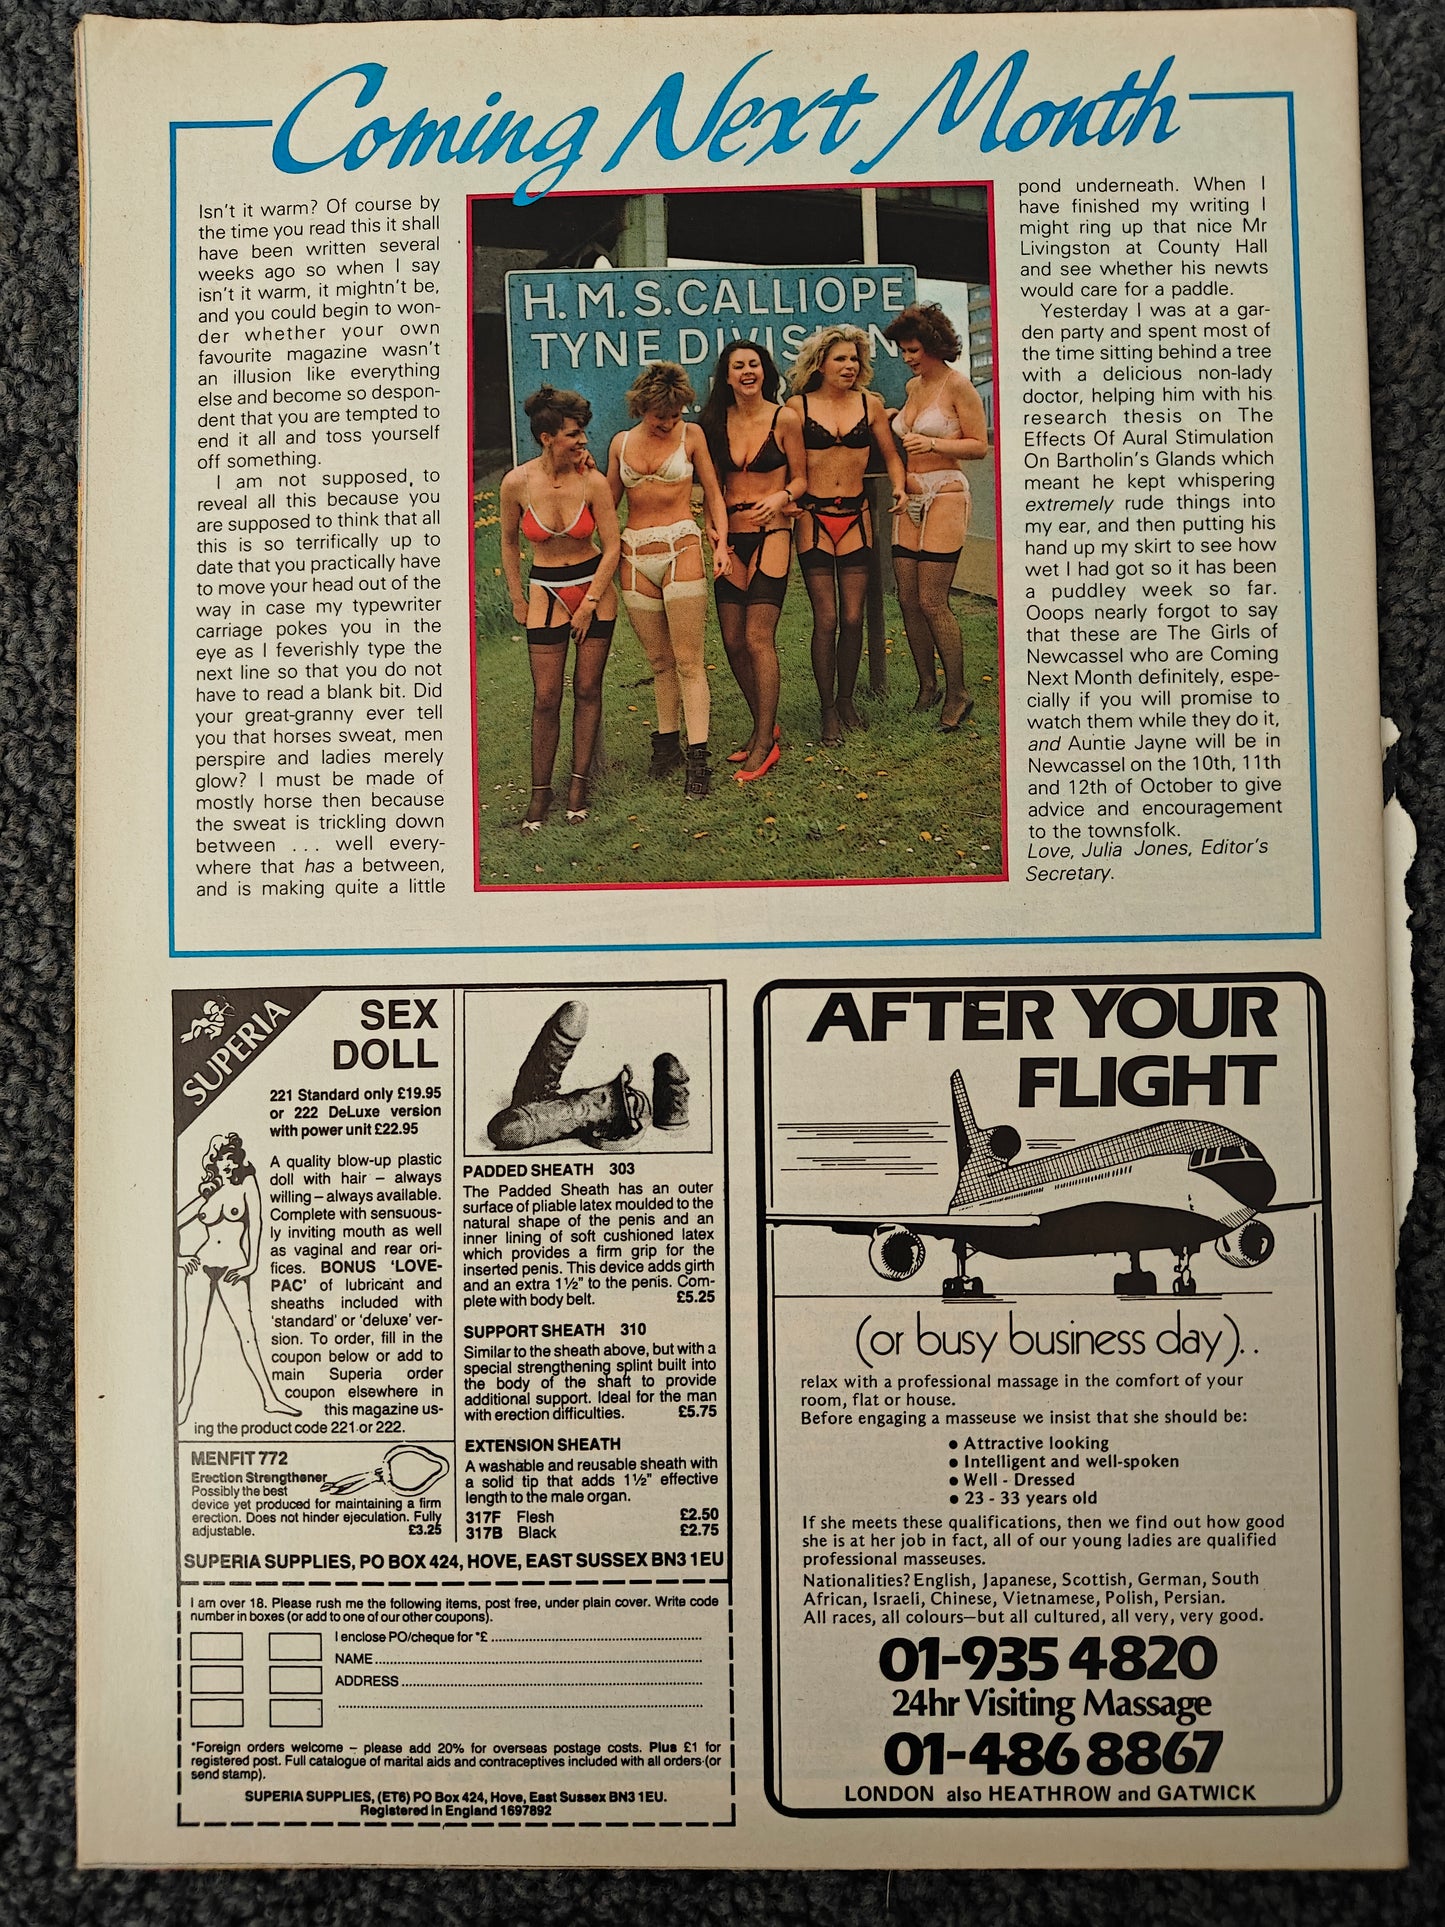 Coming Next Month
Isn't it warm? Of course by
the time you read this it shall
have been written several
weeks ago so when I say
isn't it warm, it mightn't be,
and you could begin to won-
der whether your own
favourite magazine wasn't
an illusion like everything
else and become so despon-
dent that you are tempted to
end it all and toss yourself
off something.
I am not supposed, to
reveal all this because you
are supposed to think that all
this is so terrifically up to
date that you practically have
to move your head out of the
way in case my typewriter
carriage pokes you in the
eye as I feverishly type the
next line so that you do not
have to read a blank bit. Did
your great-granny ever tell
you that horses sweat, men
perspire and ladies merely
glow? I must be made of
mostly horse then because
the sweat is trickling down
between ... well every-
where that has a between,
and is making quite a little
H.M.S.CALLIOPE
TYNE DIVISION
pond underneath. When I
have finished my writing I
might ring up that nice Mr
Livingston at County Hall
and see whether his newts
would care for a paddle.
Yesterday I was at a gar-
den party and spent most of
the time sitting behind a tree
with a delicious non-lady
doctor, helping him with his
research thesis on The
Effects Of Aural Stimulation
On Bartholin's Glands which
meant he kept whispering
extremely rude things into
my ear, and then putting his
hand up my skirt to see how
wet I had got so it has been
a puddley week so far.
Ooops nearly forgot to say
that these are The Girls of
Newcassel who are Coming
Next Month definitely, espe-
cially if you will promise to
watch them while they do it,
and Auntie Jayne will be in
Newcassel on the 10th, 11th
and 12th of October to give
advice and encouragement
to the townsfolk.
Love, Julia Jones, Editor's
Secretary.
SUPERIA
SEX
DOLL
221 Standard only £19.95
or 222 DeLuxe version
with power unit £22.95
A quality blow-up plastic
doll with hair – always
willing – always available.
Complete with sensuous-
ly inviting mouth as well
as vaginal and rear ori-
fices. BONUS 'LOVE-
PAC' of lubricant and
sheaths included with
'standard' or 'deluxe' ver-
sion. To order, fill in the
coupon below or add to
main Superia order
coupon elsewhere in
this magazine us-
ing the product code 221 or 222.
MENFIT 772
Erection Strengthener
Possibly the best
device yet produced for maintaining a firm
erection. Does not hinder ejeculation. Fully
adjustable. £3.25
PADDED SHEATH 303
The Padded Sheath has an outer
surface of pliable latex moulded to the
natural shape of the penis and an
inner lining of soft cushioned latex
which provides a firm grip for the
inserted penis. This device adds girth
and an extra 1½" to the penis. Com-
plete with body belt. £5.25
SUPPORT SHEATH 310
Similar to the sheath above, but with a
special strengthening splint built into
the body of the shaft to provide
additional support. Ideal for the man
with erection difficulties. £5.75
EXTENSION SHEATH
A washable and reusable sheath with
a solid tip that adds 1½" effective
length to the male organ.
317F Flesh £2.50
317B Black £2.75
SUPERIA SUPPLIES, PO BOX 424, HOVE, EAST SUSSEX BN3 1EU
I am over 18. Please rush me the following items, post free, under plain cover. Write code
number in boxes (or add to one of our other coupons).
I enclose PO/cheque for *£
NAME
ADDRESS
*Foreign orders welcome – please add 20% for overseas postage costs. Plus £1 for
registered post. Full catalogue of marital aids and contraceptives included with all orders (or
send stamp).
SUPERIA SUPPLIES, (ET6) PO Box 424, Hove, East Sussex BN3 1EU.
Registered in England 1697892
AFTER YOUR
FLIGHT
(or busy business day)..
relax with a professional massage in the comfort of your
room, flat or house.
Before engaging a masseuse we insist that she should be:
● Attractive looking
● Intelligent and well-spoken
● Well - Dressed
● 23 - 33 years old
If she meets these qualifications, then we find out how good
she is at her job in fact, all of our young ladies are qualified
professional masseuses.
Nationalities? English, Japanese, Scottish, German, South
African, Israeli, Chinese, Vietnamese, Polish, Persian.
All races, all colours—but all cultured, all very, very good.
01-935 4820
24hr Visiting Massage
01-486 8867
LONDON also HEATHROW and GATWICK